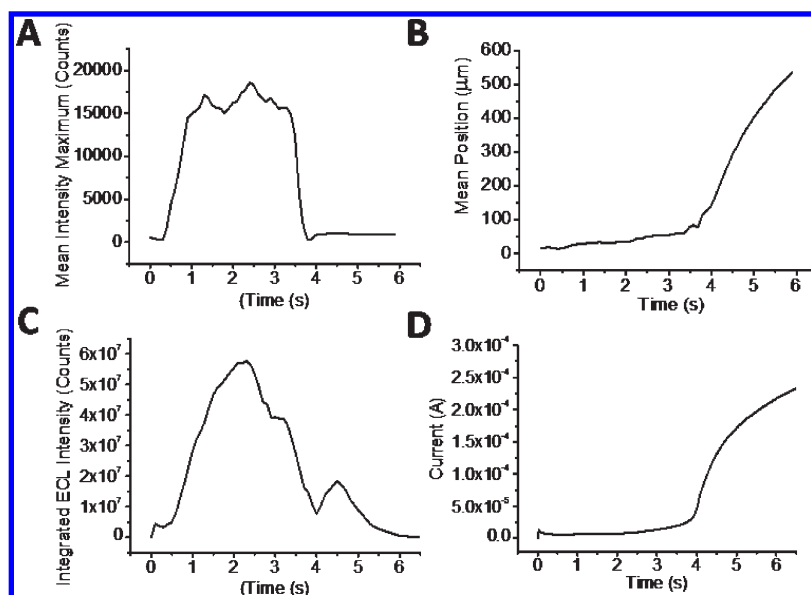 A
Mean Intensity Maximum (Counts)
20000
15000
10000
5000
0
0 1 2 3 4 5 6
(Time (s)
B
Mean Position (µm)
600
500
400
300
200
100
0
0 1 2 3 4 5 6
Time (s)
C
Integrated ECL Intensity (Counts)
6x10⁷
5x10⁷
4x10⁷
3x10⁷
2x10⁷
1x10⁷
0
0 1 2 3 4 5 6
(Time (s)
D
Current (A)
3.0x10⁻⁴
2.5x10⁻⁴
2.0x10⁻⁴
1.5x10⁻⁴
1.0x10⁻⁴
5.0x10⁻⁵
0.0
0 1 2 3 4 5 6
Time (s)